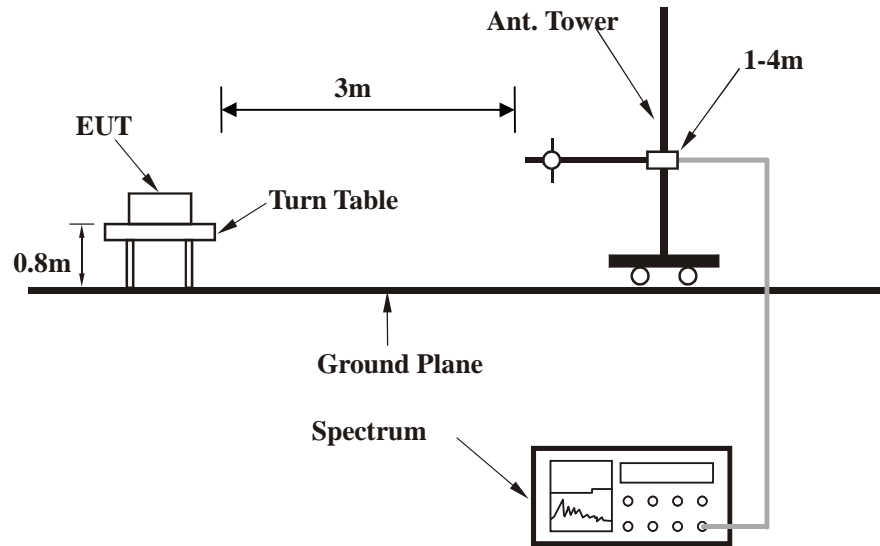 Ant. Tower
1-4m
3m
EUT
Turn Table
0.8m
Ground Plane
Spectrum